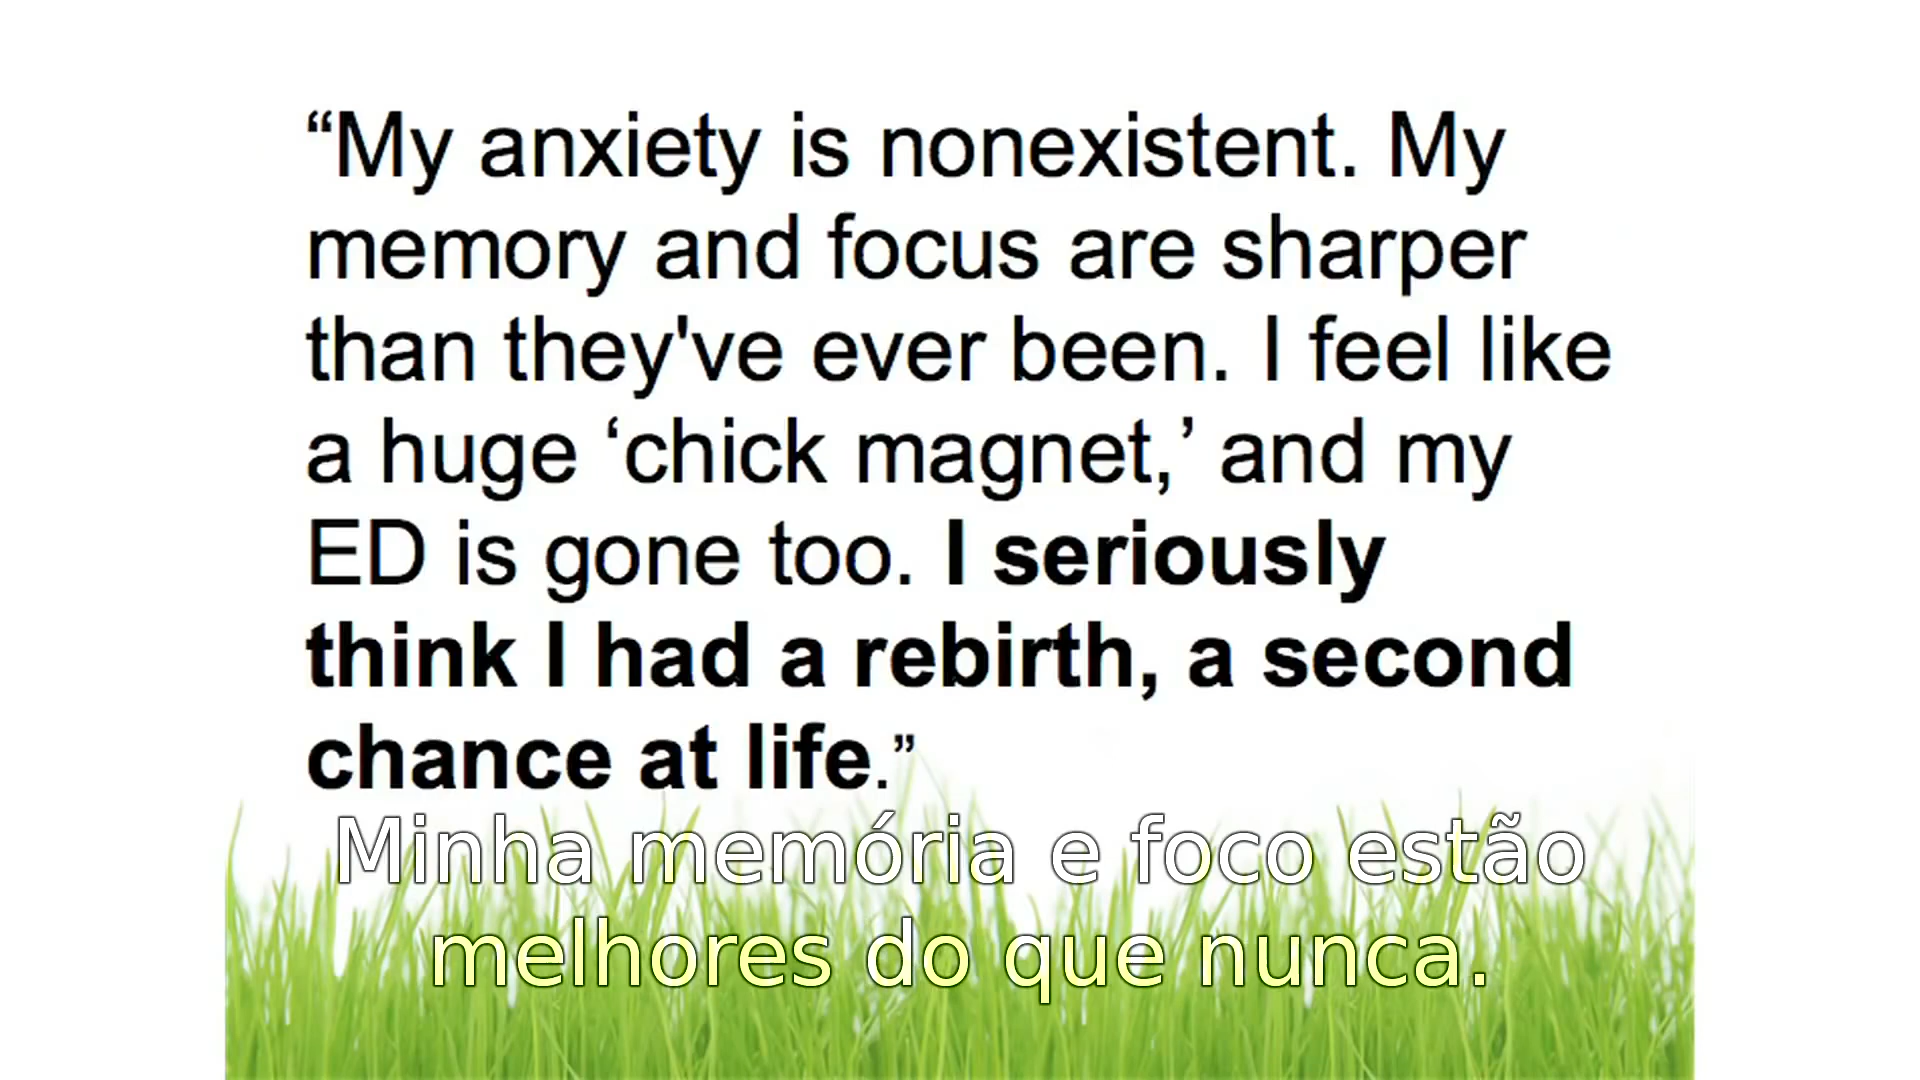 “My anxiety is nonexistent. My
memory and focus are sharper
than they've ever been. I feel like
a huge ‘chick magnet,’ and my
ED is gone too. I seriously
think I had a rebirth, a second
chance at life.”
Minha memória e foco estão
melhores do que nunca.